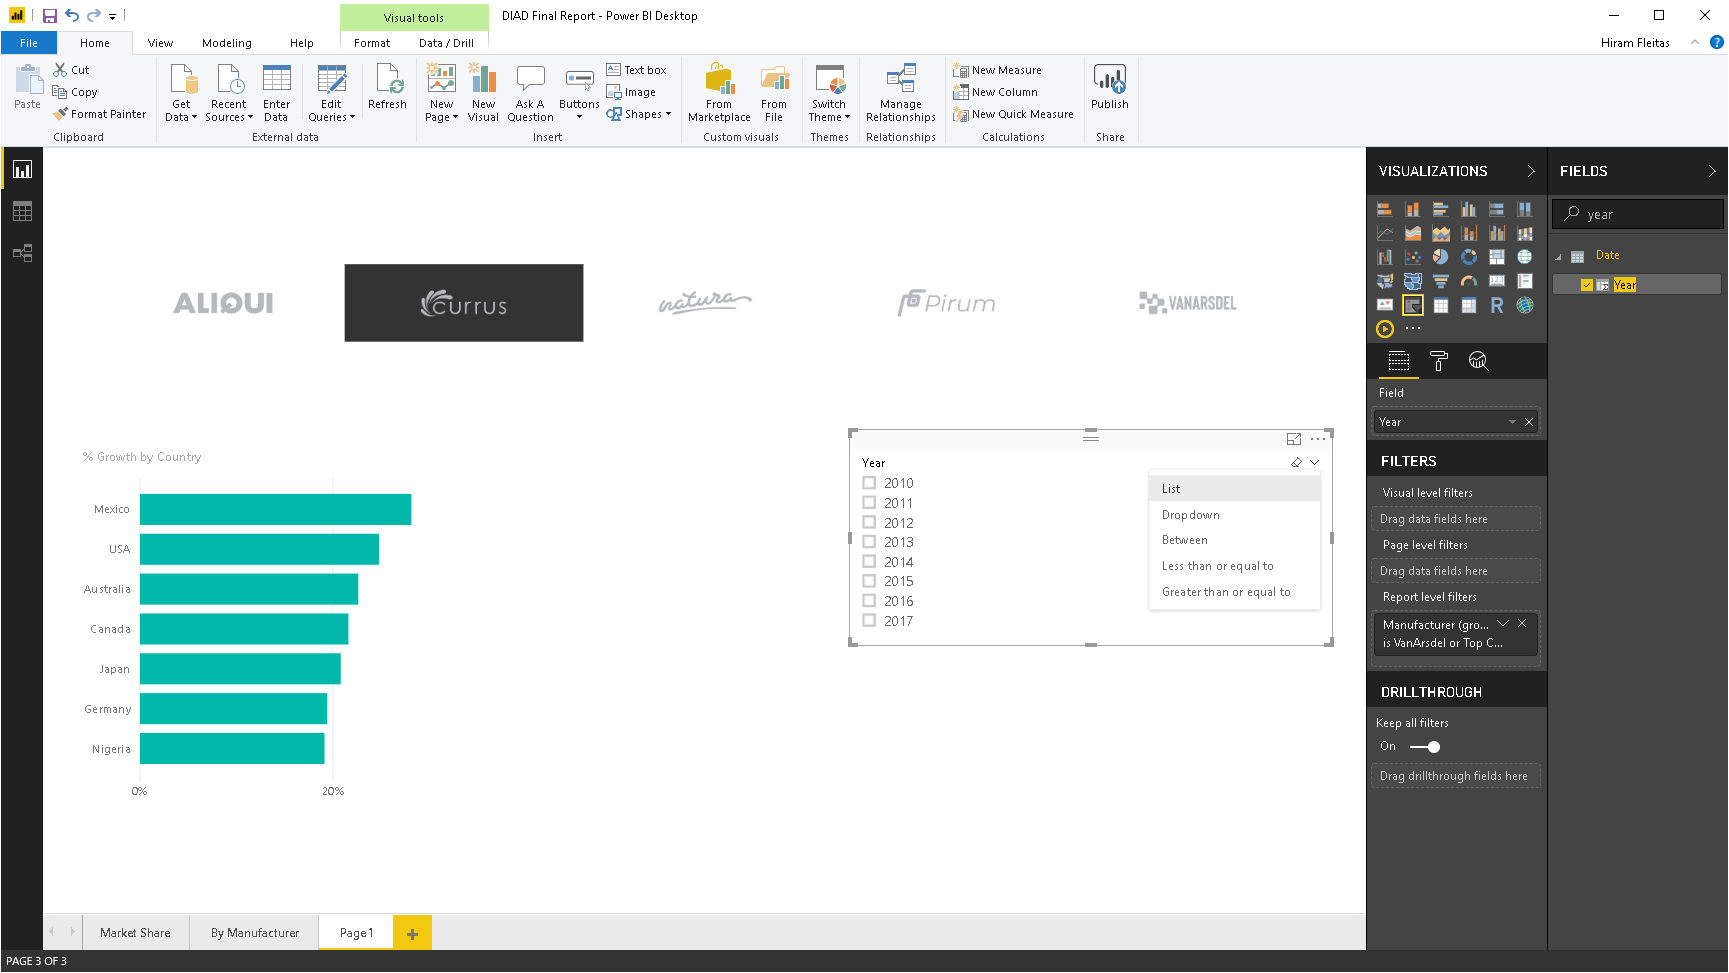 Visual tools
DIAD Final Report - Power BI Desktop
File
Home
View
Modeling
Help
Format
Data / Drill
Hiram Fleitas
?
Paste
Cut
Copy
Format Painter
Clipboard
Get Data
Recent Sources
Enter Data
Edit Queries
External data
Refresh
New Page
New Visual
Ask A Question
Buttons
Text box
Image
Shapes
Insert
From Marketplace
From File
Custom visuals
Switch Theme
Themes
Manage Relationships
Relationships
New Measure
New Column
New Quick Measure
Calculations
Publish
Share
ALIQUI
currus
natura
Pirum
VANARSDEL
% Growth by Country
Mexico
USA
Australia
Canada
Japan
Germany
Nigeria
0%
20%
Year
2010
2011
2012
2013
2014
2015
2016
2017
List
Dropdown
Between
Less than or equal to
Greater than or equal to
VISUALIZATIONS
R
Field
Year
FILTERS
Visual level filters
Drag data fields here
Page level filters
Drag data fields here
Report level filters
Manufacturer (gro...
is VanArsdel or Top C...
DRILLTHROUGH
Keep all filters
On
Drag drillthrough fields here
FIELDS
year
Date
Year
Market Share
By Manufacturer
Page 1
PAGE 3 OF 3